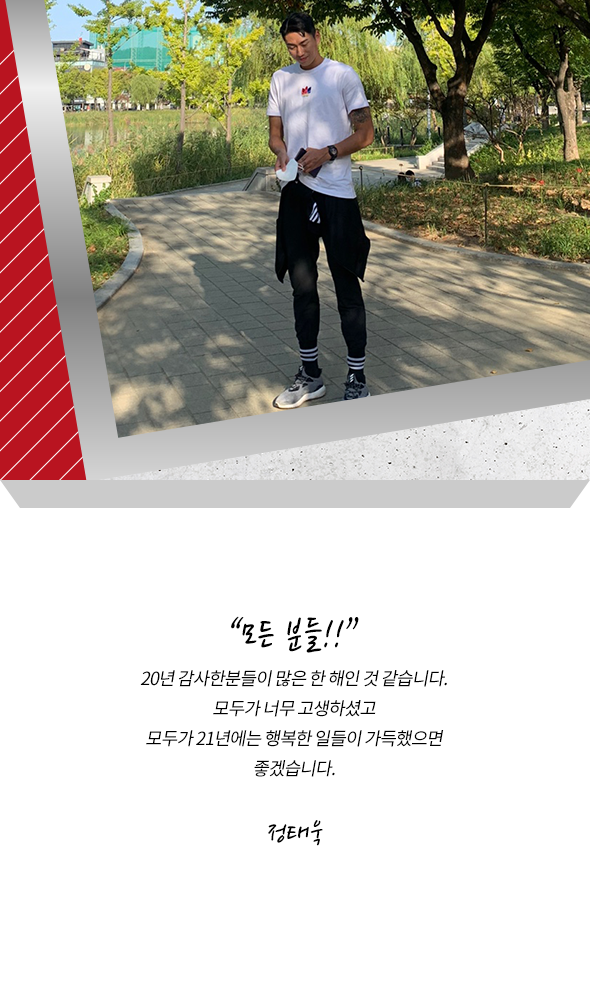 “모든 분들!!”
20년 감사한분들이 많은 한 해인 것 같습니다.
모두가 너무 고생하셨고
모두가 21년에는 행복한 일들이 가득했으면
좋겠습니다.
정태욱